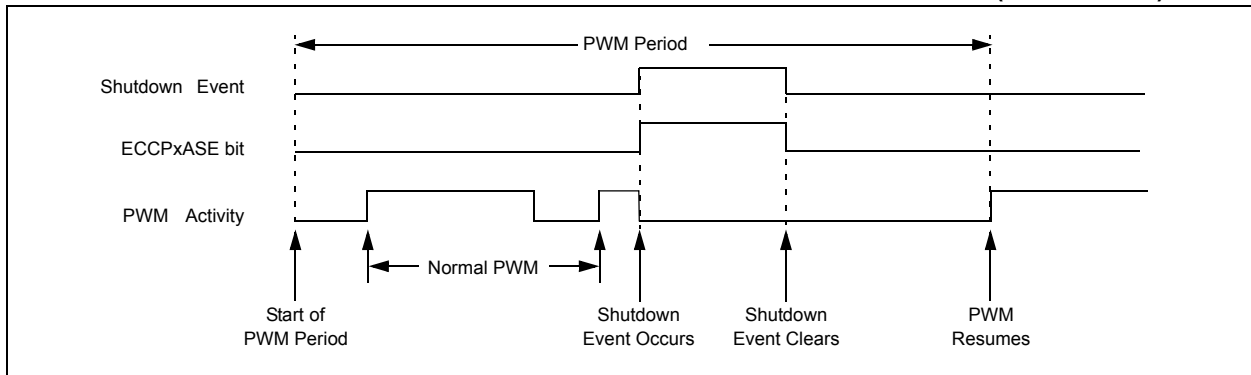 PWM Period
Shutdown Event
ECCPxASE bit
PWM Activity
Normal PWM
Start of
PWM Period
Shutdown
Event Occurs
Shutdown
Event Clears
PWM
Resumes